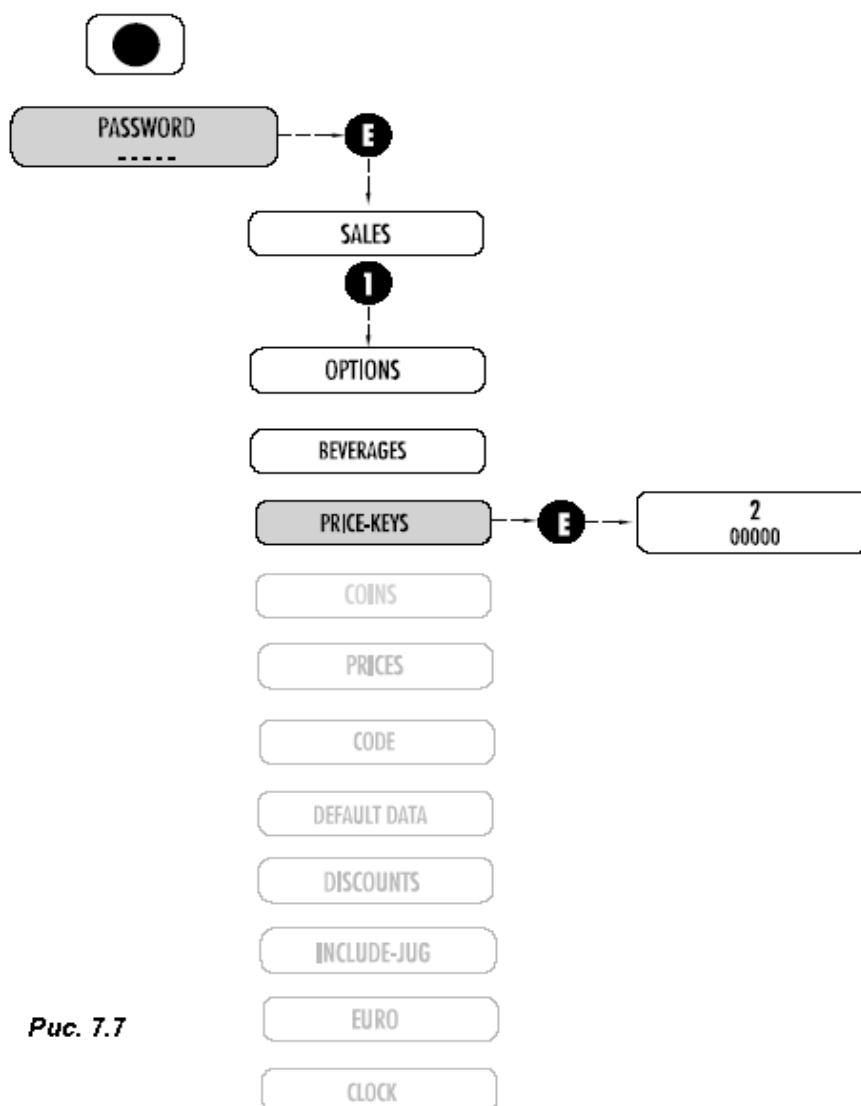 PASSWORD
-----
E
SALES
1
OPTIONS
BEVERAGES
PRICE-KEYS
E
2
00000
COINS
PRICES
CODE
DEFAULT DATA
DISCOUNTS
INCLUDE-JUG
EURO
Рис. 7.7
CLOCK